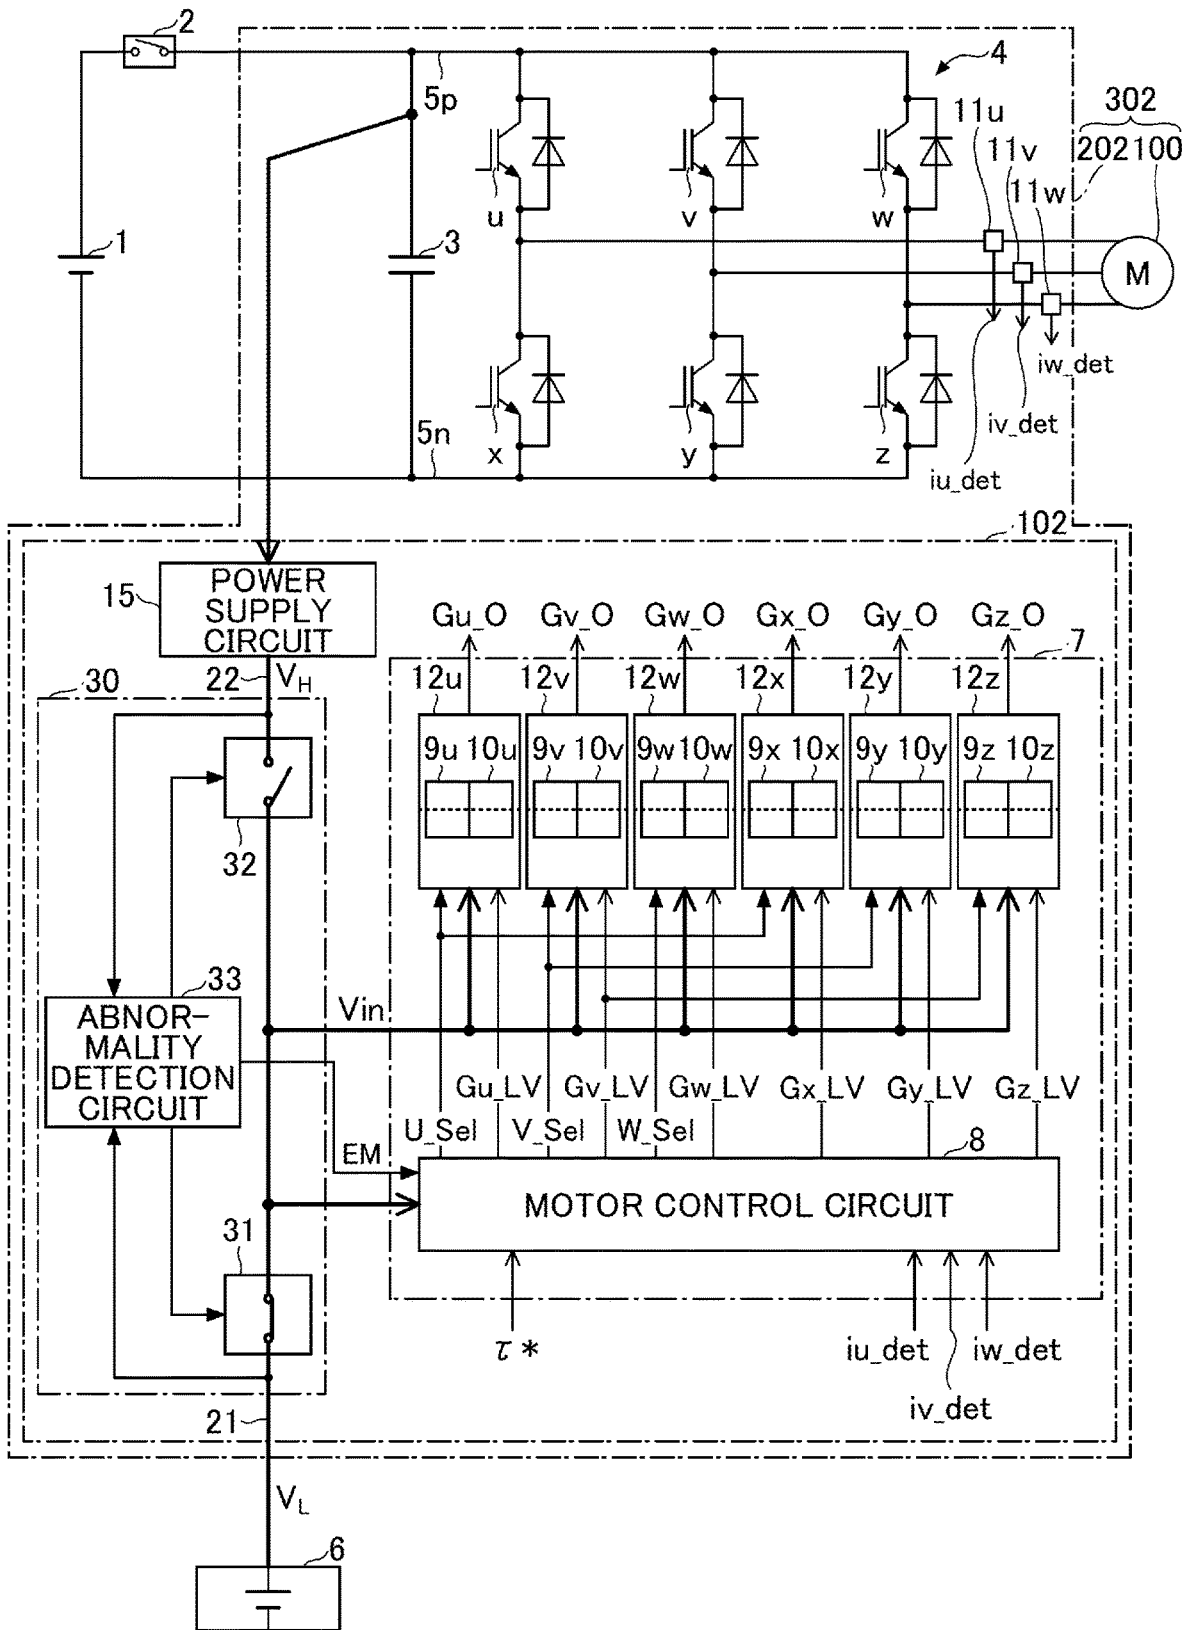 2
4
302
5p
11u
11v
202 100
11w
u
v
w
1
3
M
iw_det
iv_det
5n
x
y
z
iu_det
102
POWER
SUPPLY
CIRCUIT
15
Gu_O Gv_O Gw_O Gx_O Gy_O Gz_O
7
22
VH
30
12u 12v 12w 12x 12y 12z
9u 10u 9v 10v 9w 10w 9x 10x 9y 10y 9z 10z
32
33
ABNOR-
MALITY
DETECTION
CIRCUIT
Vin
Gu_LV Gv_LV Gw_LV Gx_LV Gy_LV Gz_LV
U_Sel V_Sel W_Sel
EM
8
MOTOR CONTROL CIRCUIT
31
τ*
iu_det iw_det
iv_det
21
VL
6